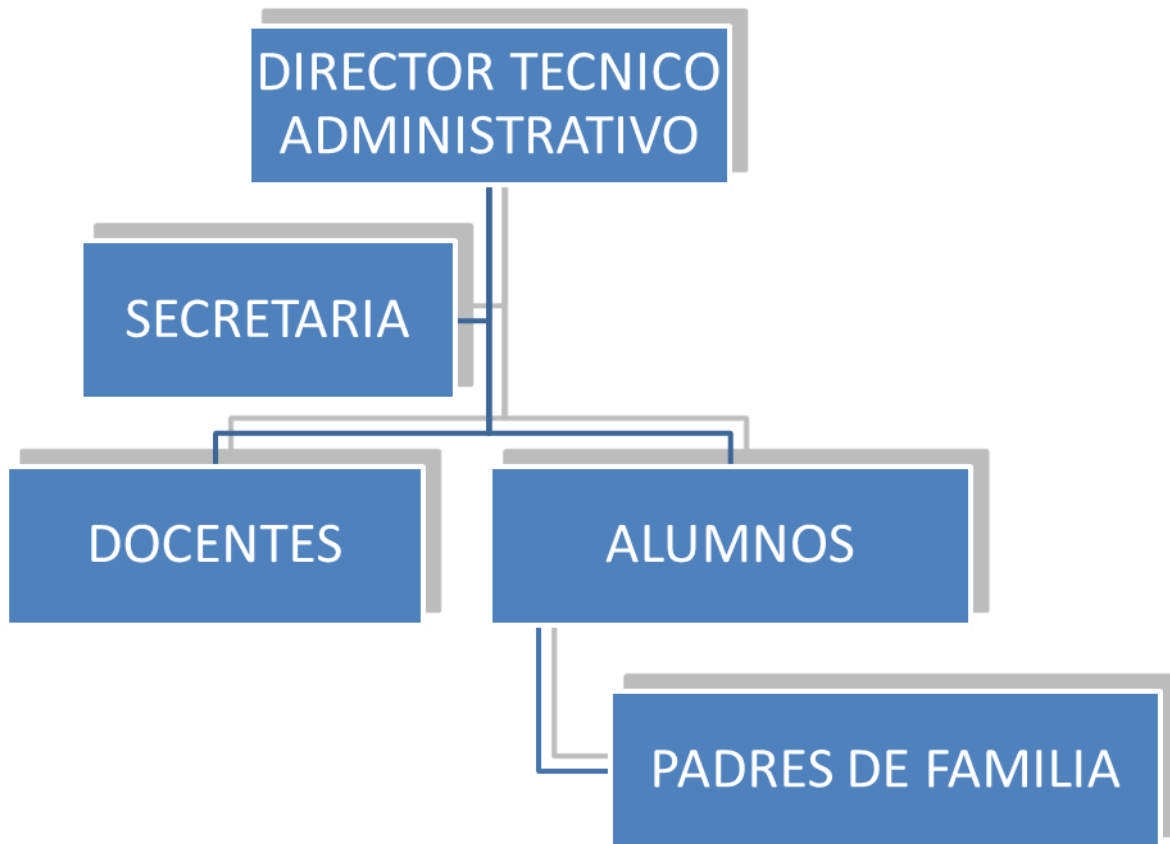 DIRECTOR TECNICO
ADMINISTRATIVO
SECRETARIA
DOCENTES
ALUMNOS
PADRES DE FAMILIA